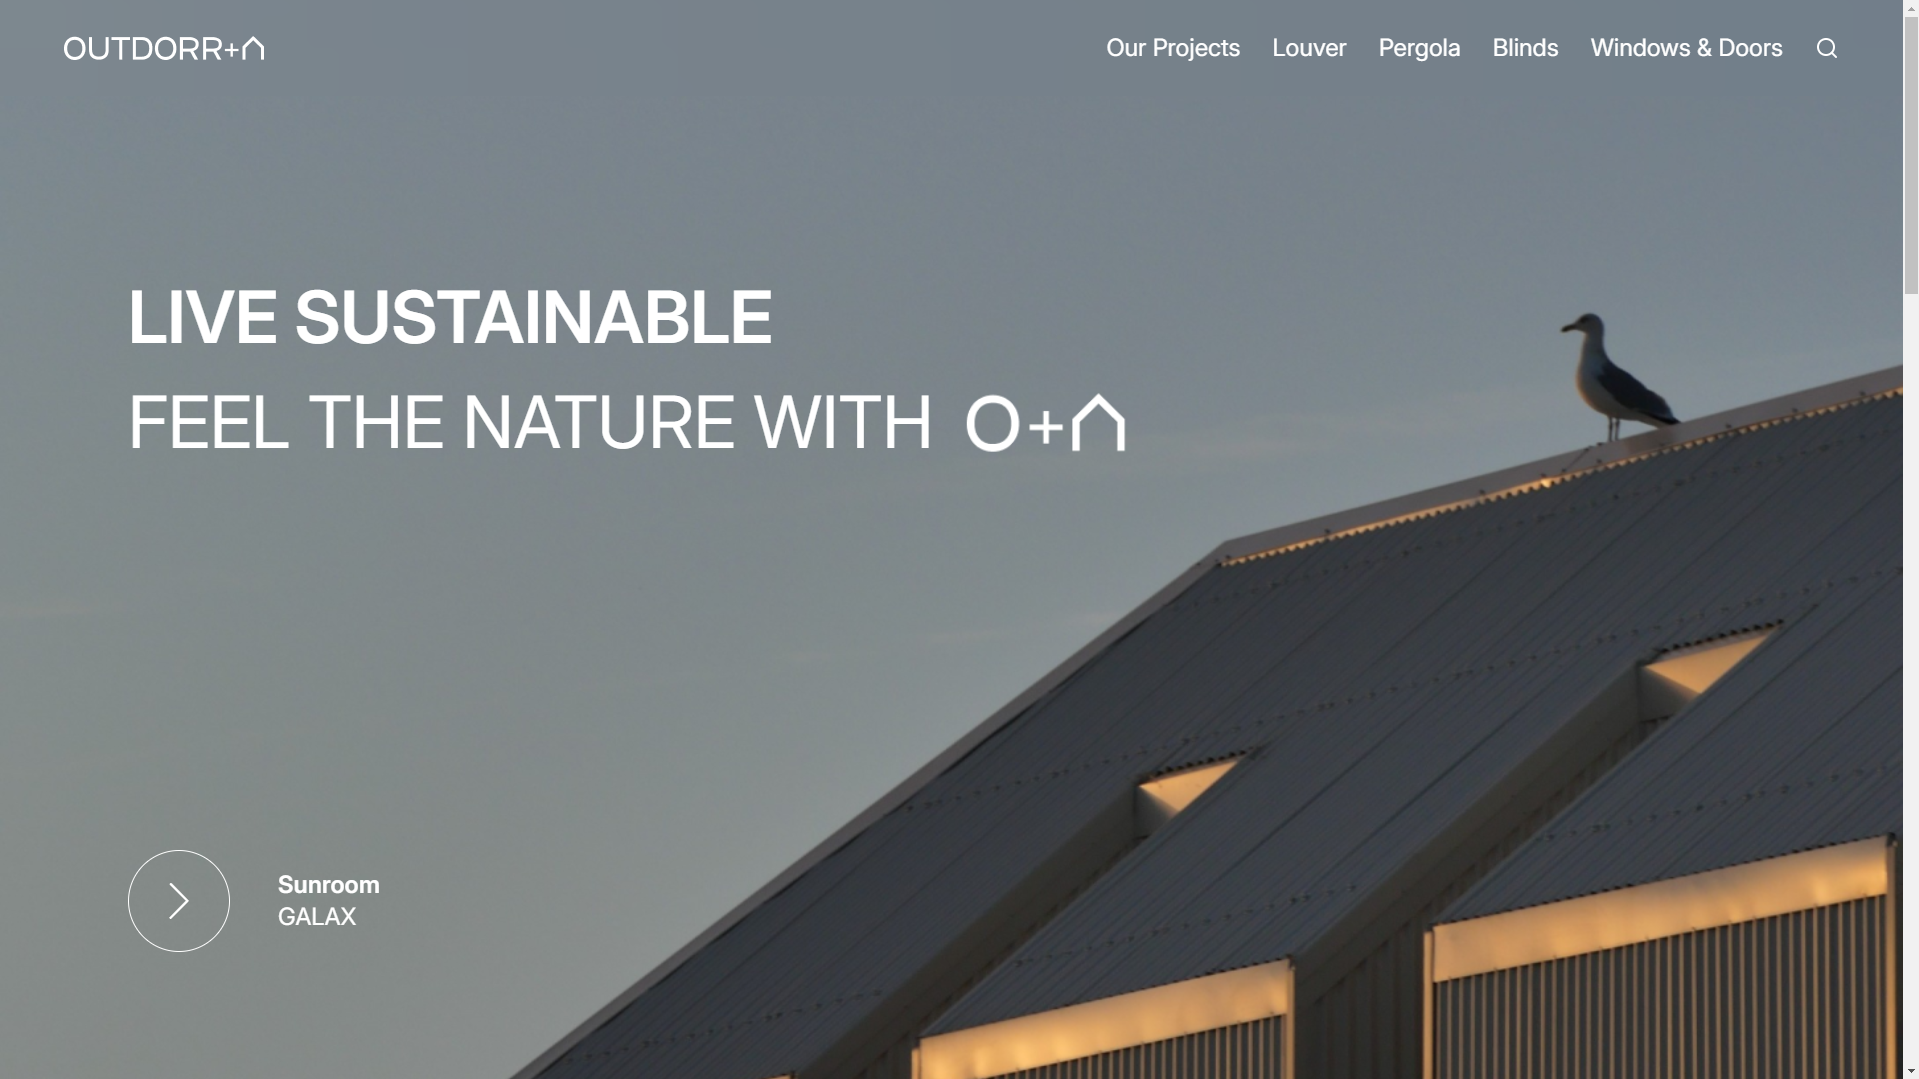 OUTDORR+
Our Projects
Louver
Pergola
Blinds
Windows & Doors
LIVE SUSTAINABLE
FEEL THE NATURE WITH O+
Sunroom
GALAX